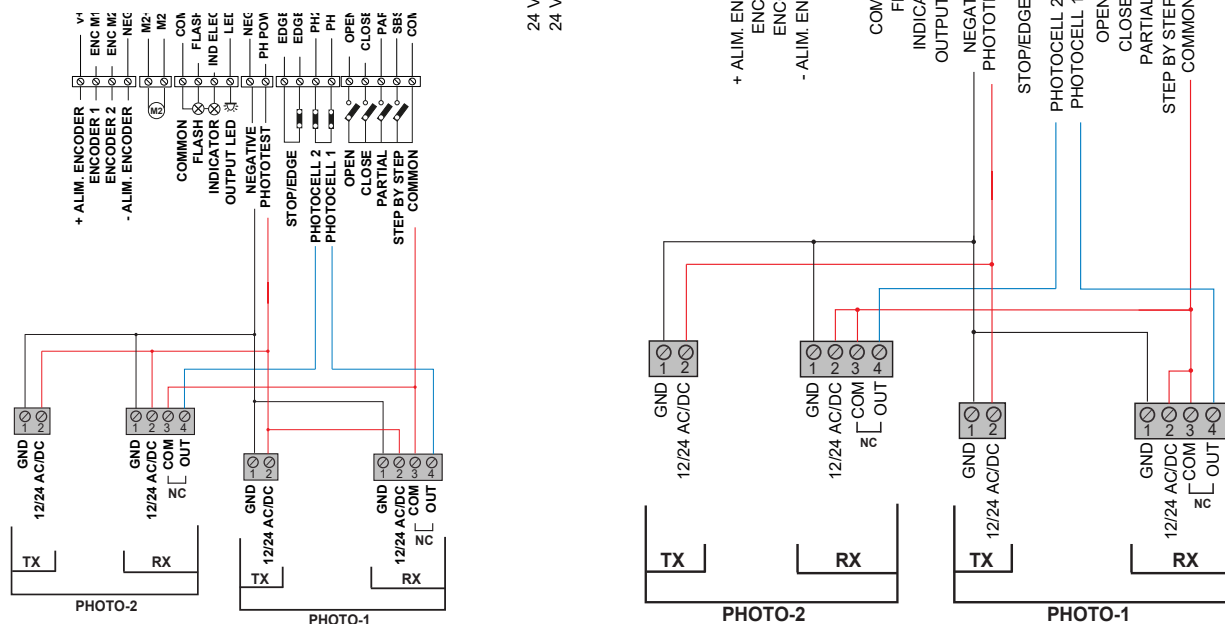 ENC M1
ENC M2
M2
FLASH
OPEN
CLOSE
PH POW
EDGE
EDGE
PH2
PH
SBS
M2
+ ALIM. ENCODER
ENCODER 1
ENCODER 2
- ALIM. ENCODER
COMMON
FLASH
INDICATOR
OUTPUT LED
NEGATIVE
PHOTOTEST
STOP/EDGE
PHOTOCELL 2
PHOTOCELL 1
OPEN
CLOSE
PARTIAL
STEP BY STEP
COMMON
1 2
GND
12/24 AC/DC
1 2 3 4
GND
12/24 AC/DC
COM
OUT
NC
1 2
GND
12/24 AC/DC
1 2 3 4
GND
12/24 AC/DC
COM
OUT
NC
TX
RX
PHOTO-2
TX
RX
PHOTO-1
24 V
24 V
+ ALIM. EN
ENC
ENC
- ALIM. EN
COM
INDICA
OUTPUT
NEGAT
STOP/EDGE
PHOTOCELL 2
PHOTOCELL 1
OPEN
CLOSE
PARTIAL
STEP BY STEP
COMMON
1 2
GND
12/24 AC/DC
1 2 3 4
GND
12/24 AC/DC
COM
OUT
NC
1 2
GND
12/24 AC/DC
1 2 3 4
GND
12/24 AC/DC
COM
OUT
NC
TX
RX
PHOTO-2
TX
RX
PHOTO-1